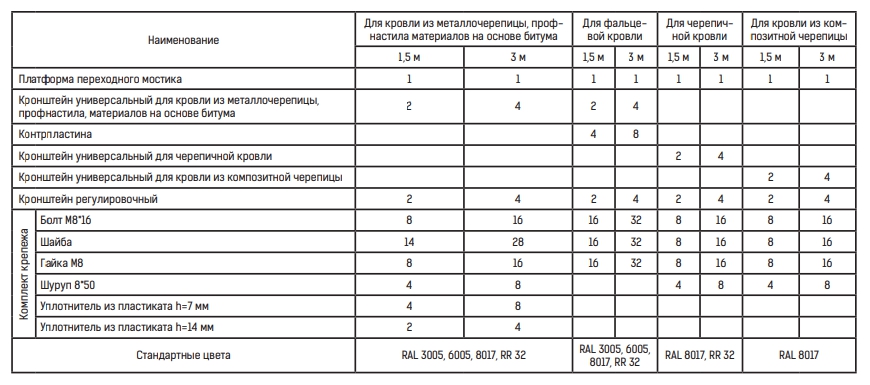 Наименование
Для кровли из металлочерепицы, проф-
настила материалов на основе битума
Для фальце-
вой кровли
Для черепич-
ной кровли
Для кровли из ком-
позитной черепицы
1,5 м 3 м 1,5 м 3 м 1,5 м 3 м 1,5 м 3 м
Платформа переходного мостика 1 1 1 1 1 1 1 1
Кронштейн универсальный для кровли из металлочерепицы,
профнастила, материалов на основе битума 2 4 2 4
Контрпластина 4 8
Кронштейн универсальный для черепичной кровли 2 4
Кронштейн универсальный для кровли из композитной черепицы 2 4
Кронштейн регулировочный 2 4 2 4 2 4 2 4
Комплект крепежа
Болт М8*16 8 16 16 32 8 16 8 16
Шайба 14 28 16 32 8 16 8 16
Гайка М8 8 16 16 32 8 16 8 16
Шуруп 8*50 4 8 4 8 4 8
Уплотнитель из пластиката h=7 мм 4 8
Уплотнитель из пластиката h=14 мм 2 4
Стандартные цвета
RAL 3005, 6005, 8017, RR 32
RAL 3005, 6005,
8017, RR 32
RAL 8017, RR 32
RAL 8017